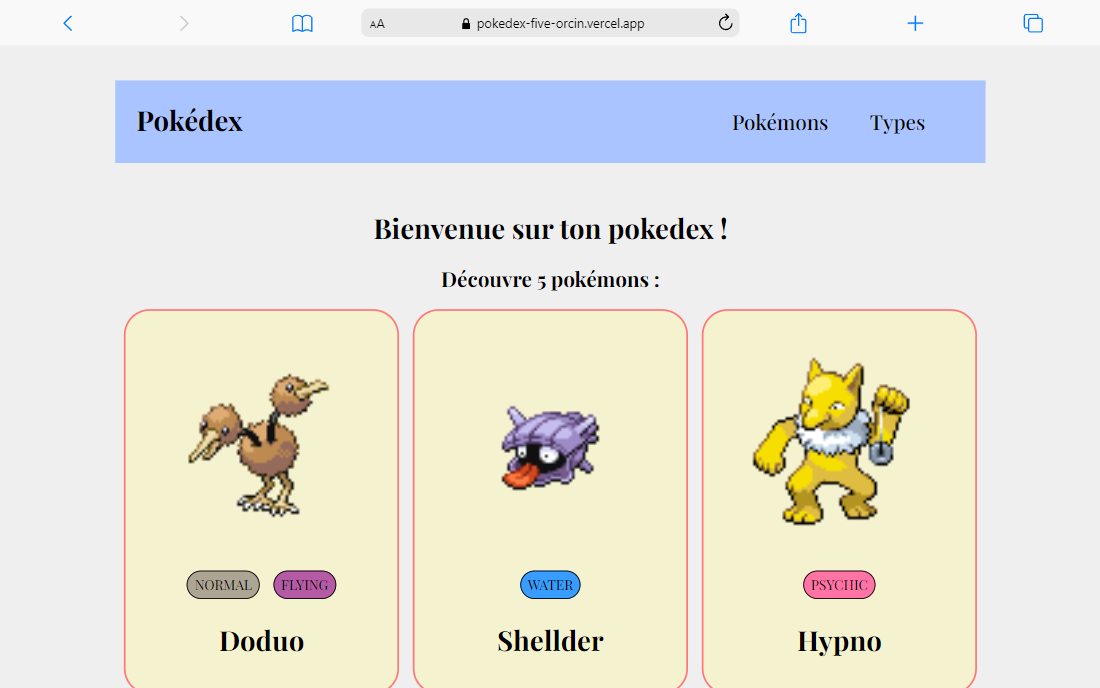 AA pokedex-five-orcin.vercel.app
Pokédex Pokémons Types
Bienvenue sur ton pokedex !
Découvre 5 pokémons :
NORMAL FLYING WATER PSYCHIC
Doduo Shellder Hypno